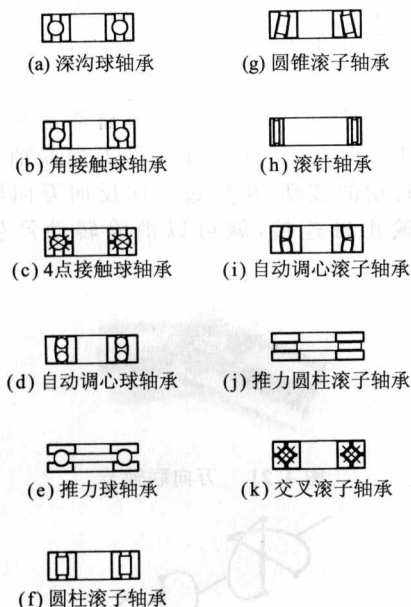 (a) 深沟球轴承
(b) 角接触球轴承
(c) 4点接触球轴承
(d) 自动调心球轴承
(e) 推力球轴承
(f) 圆柱滚子轴承
(g) 圆锥滚子轴承
(h) 滚针轴承
(i) 自动调心滚子轴承
(j) 推力圆柱滚子轴承
(k) 交叉滚子轴承